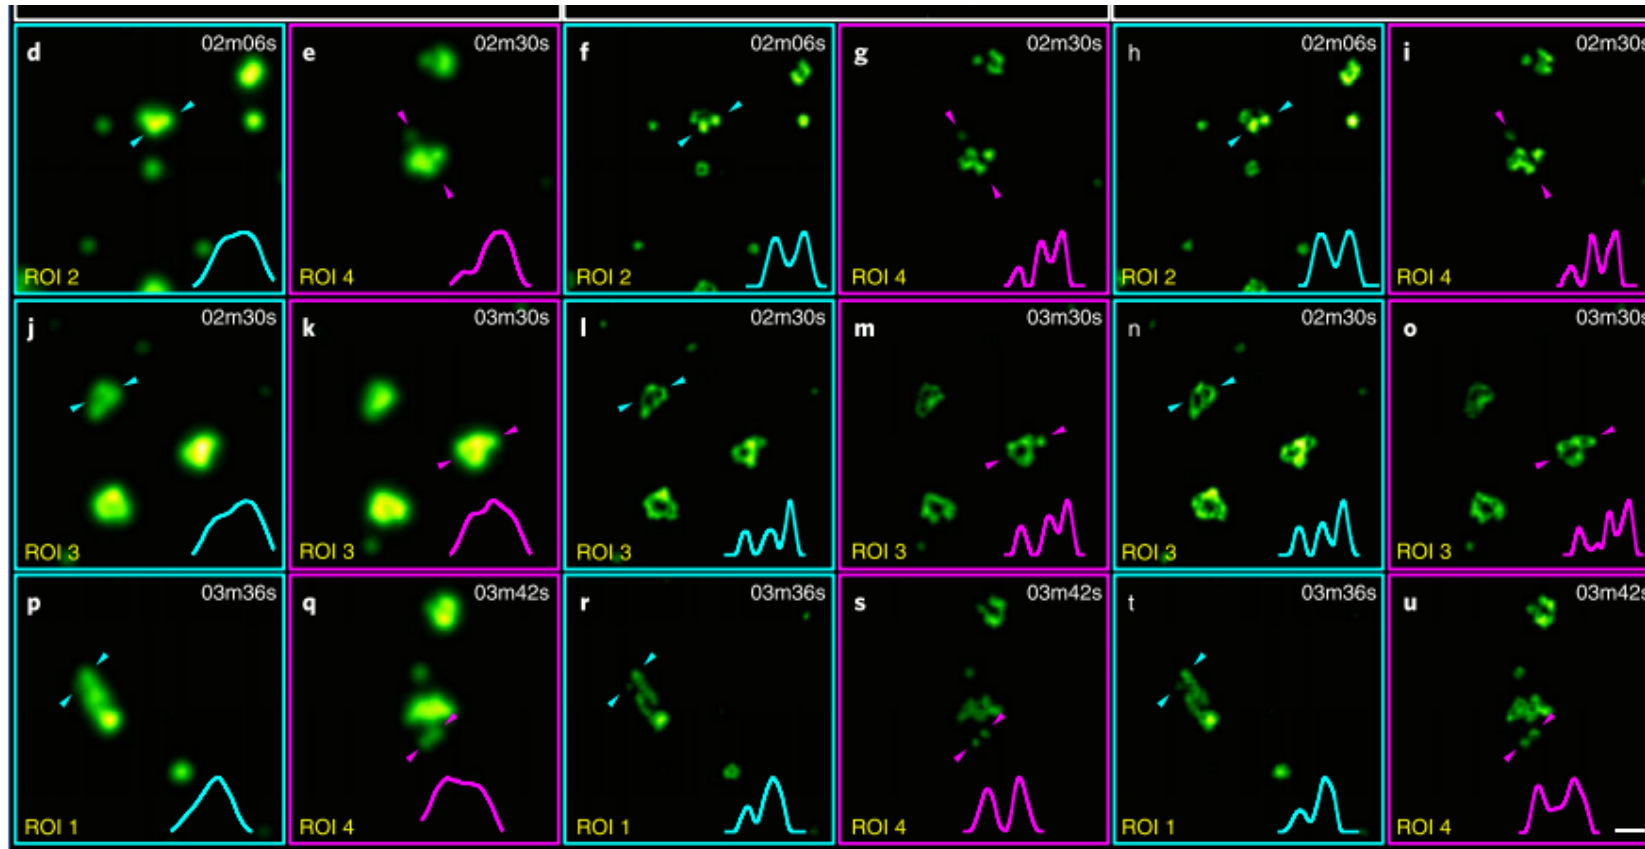 d 02m06s
ROI 2
e 02m30s
ROI 4
f 02m06s
ROI 2
g 02m30s
ROI 4
h 02m06s
ROI 2
i 02m30s
ROI 4
j 02m30s
ROI 3
k 03m30s
ROI 3
l 02m30s
ROI 3
m 03m30s
ROI 3
n 02m30s
ROI 3
o 03m30s
ROI 3
p 03m36s
ROI 1
q 03m42s
ROI 4
r 03m36s
ROI 1
s 03m42s
ROI 4
t 03m36s
ROI 1
u 03m42s
ROI 4